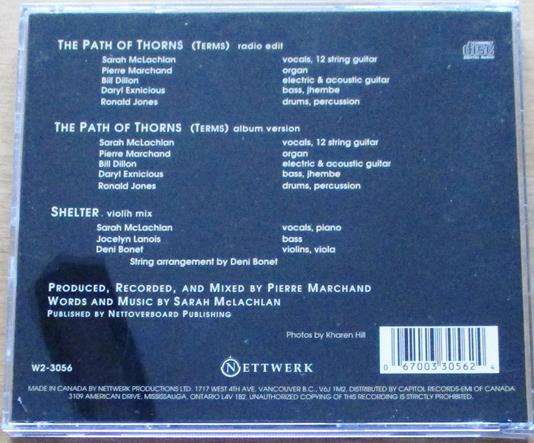 THE PATH OF THORNS (TERMS) radio edit
Sarah McLachlan vocals, 12 string guitar
Pierre Marchand organ
Bill Dillon electric & acoustic guitar
Daryl Exnicious bass, jhembe
Ronald Jones drums, percussion
THE PATH OF THORNS (TERMS) album version
Sarah McLachlan vocals, 12 string guitar
Pierre Marchand organ
Bill Dillon electric & acoustic guitar
Daryl Exnicious bass, jhembe
Ronald Jones drums, percussion
SHELTER. violin mix
Sarah McLachlan vocals, piano
Jocelyn Lanois bass
Deni Bonet violins, viola
String arrangement by Deni Bonet
PRODUCED, RECORDED, AND MIXED BY PIERRE MARCHAND
WORDS AND MUSIC BY SARAH MCLACHLAN
PUBLISHED BY NETTOVERBOARD PUBLISHING
Photos by Kharen Hill
W2-3056
NETTWERK
0 67003 30562 4
MADE IN CANADA BY NETTWERK PRODUCTIONS LTD. 1717 WEST 4TH AVE. VANCOUVER B.C., V6J 1M2. DISTRIBUTED BY CAPITOL RECORDS-EMI OF CANADA
3109 AMERICAN DRIVE, MISSISSAUGA, ONTARIO L4V 1B2. UNAUTHORIZED COPYING OF THIS RECORDING IS STRICTLY PROHIBITED.